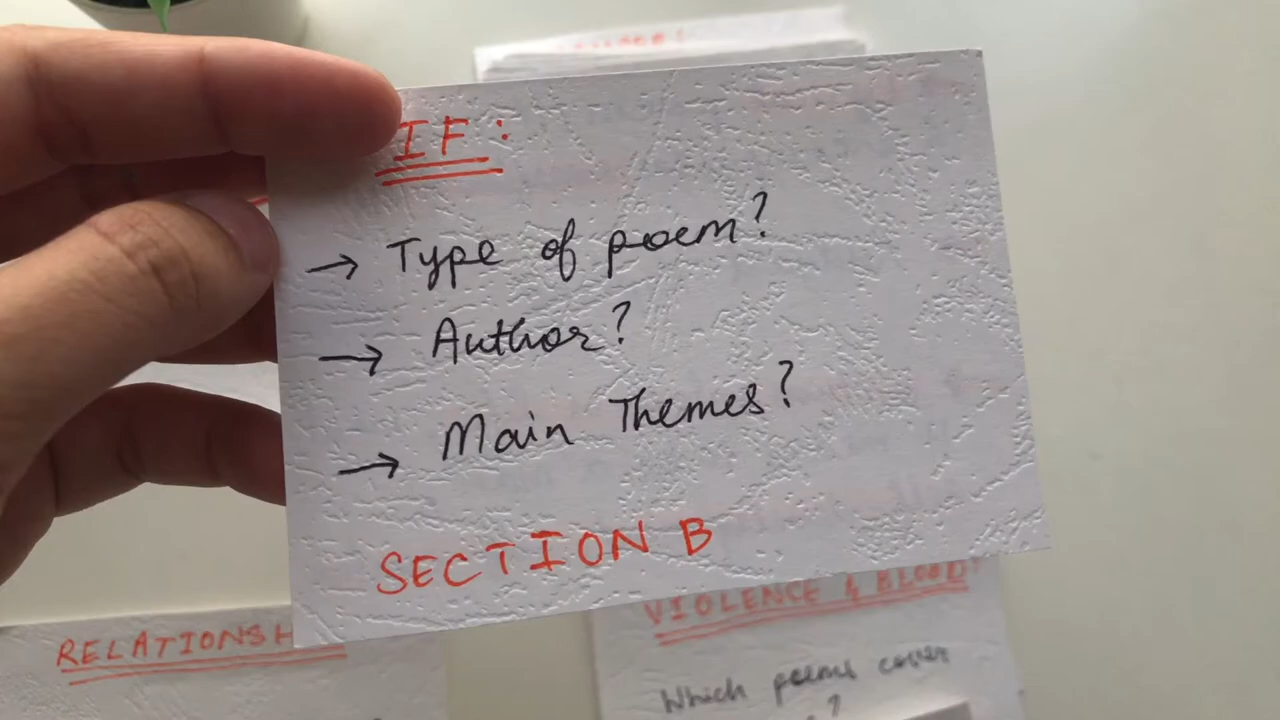 IF:
→ Type of poem?
→ Author?
→ Main Themes?
SECTION B
RELATIONSH
VIOLENCE & BLOOD?
Which poems cover
?